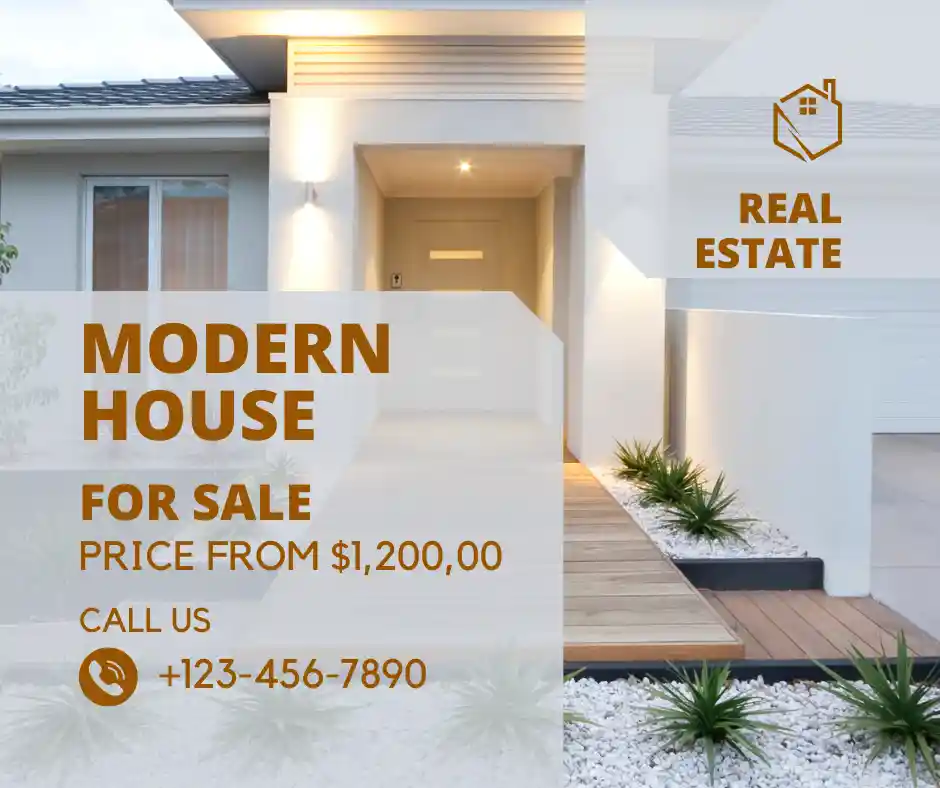 REAL
ESTATE
MODERN
HOUSE
FOR SALE
PRICE FROM $1,200,00
CALL US
+123-456-7890